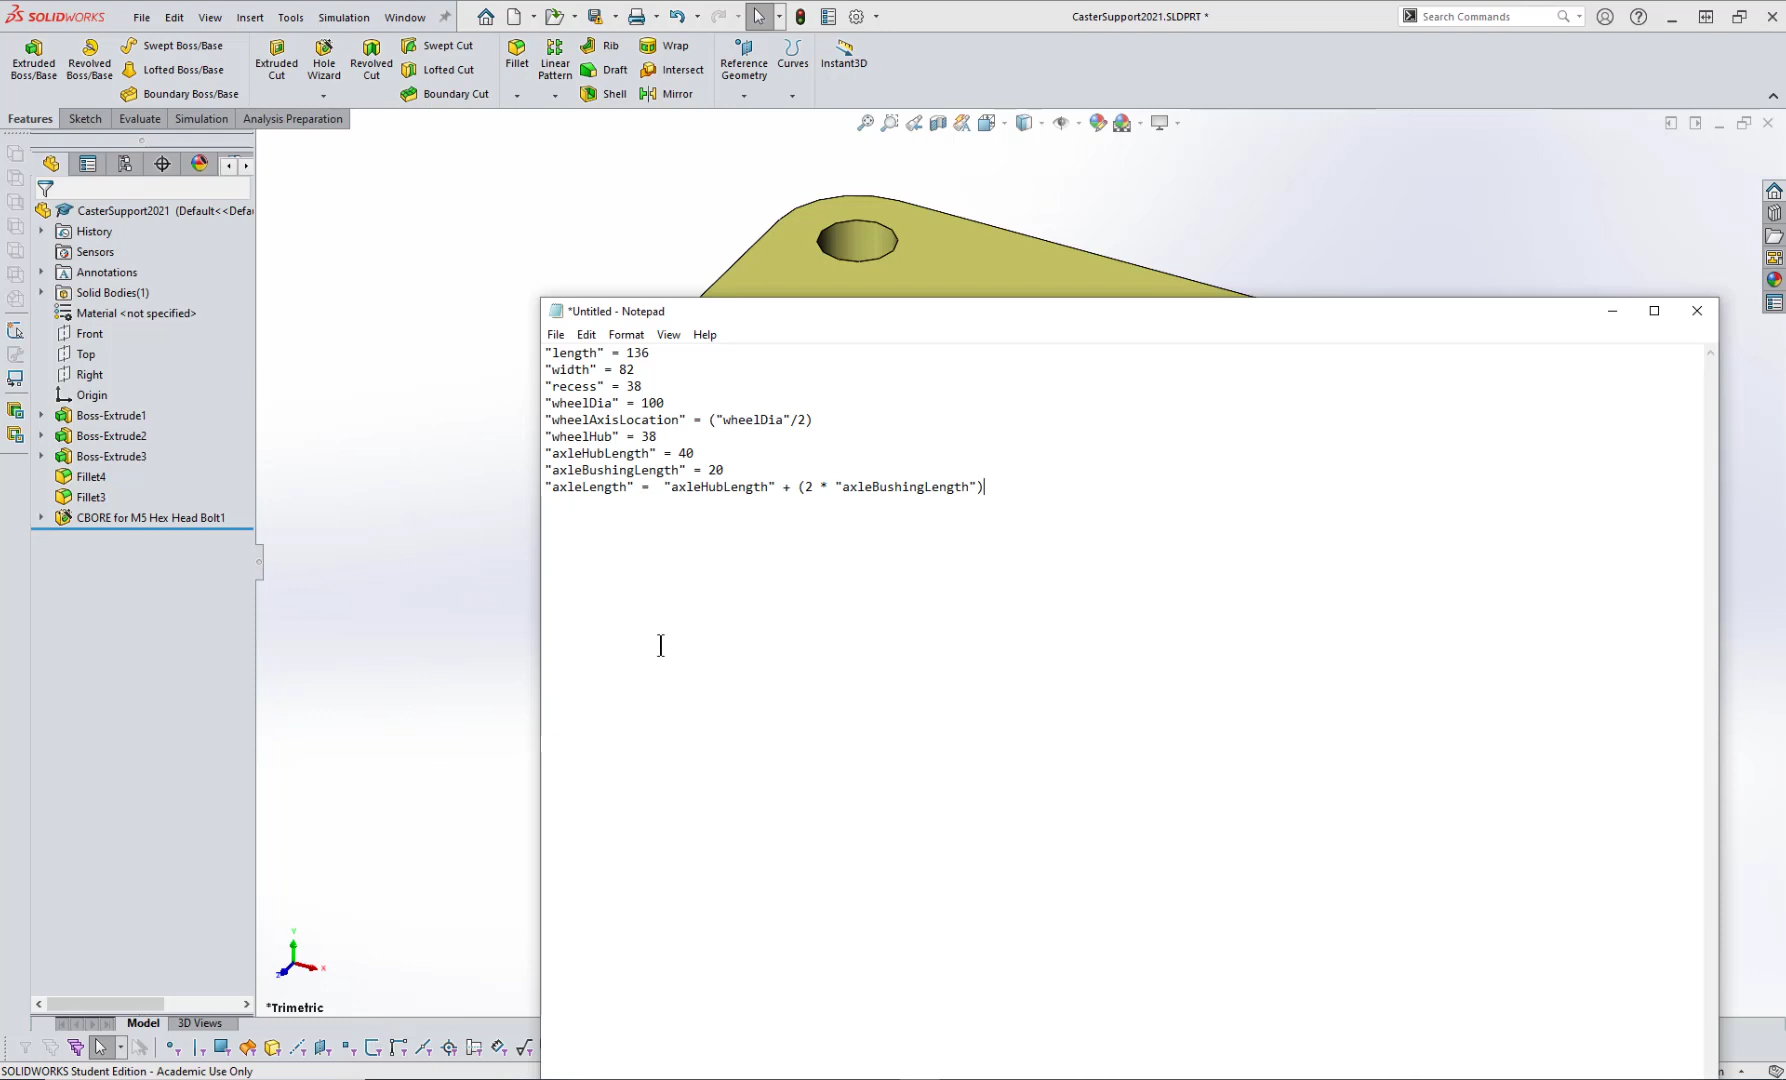 SOLIDWORKS File Edit View Insert Tools Simulation Window CasterSupport2021.SLDPRT * Search Commands
Extruded Boss/Base
Revolved Boss/Base
Swept Boss/Base
Lofted Boss/Base
Boundary Boss/Base
Extruded Cut
Hole Wizard
Revolved Cut
Swept Cut
Lofted Cut
Boundary Cut
Fillet
Linear Pattern
Rib
Draft
Shell
Wrap
Intersect
Mirror
Reference Geometry
Curves
Instant3D
Features Sketch Evaluate Simulation Analysis Preparation
CasterSupport2021 (Default<<Defa
History
Sensors
Annotations
Solid Bodies(1)
Material <not specified>
Front
Top
Right
Origin
Boss-Extrude1
Boss-Extrude2
Boss-Extrude3
Fillet4
Fillet3
CBORE for M5 Hex Head Bolt1
*Untitled - Notepad
File Edit Format View Help
"length" = 136
"width" = 82
"recess" = 38
"wheelDia" = 100
"wheelAxisLocation" = ("wheelDia"/2)
"wheelHub" = 38
"axleHubLength" = 40
"axleBushingLength" = 20
"axleLength" =  "axleHubLength" + (2 * "axleBushingLength")
Y
X
Z
*Trimetric
Model 3D Views
SOLIDWORKS Student Edition - Academic Use Only